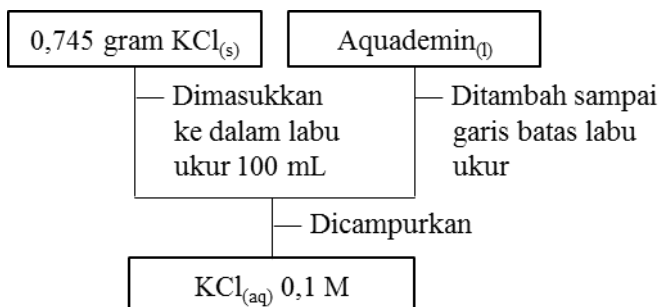 0,745 gram KCl(s)
Aquademin(l)
Dimasukkan
ke dalam labu
ukur 100 mL
Ditambah sampai
garis batas labu
ukur
Dicampurkan
KCl(aq) 0,1 M